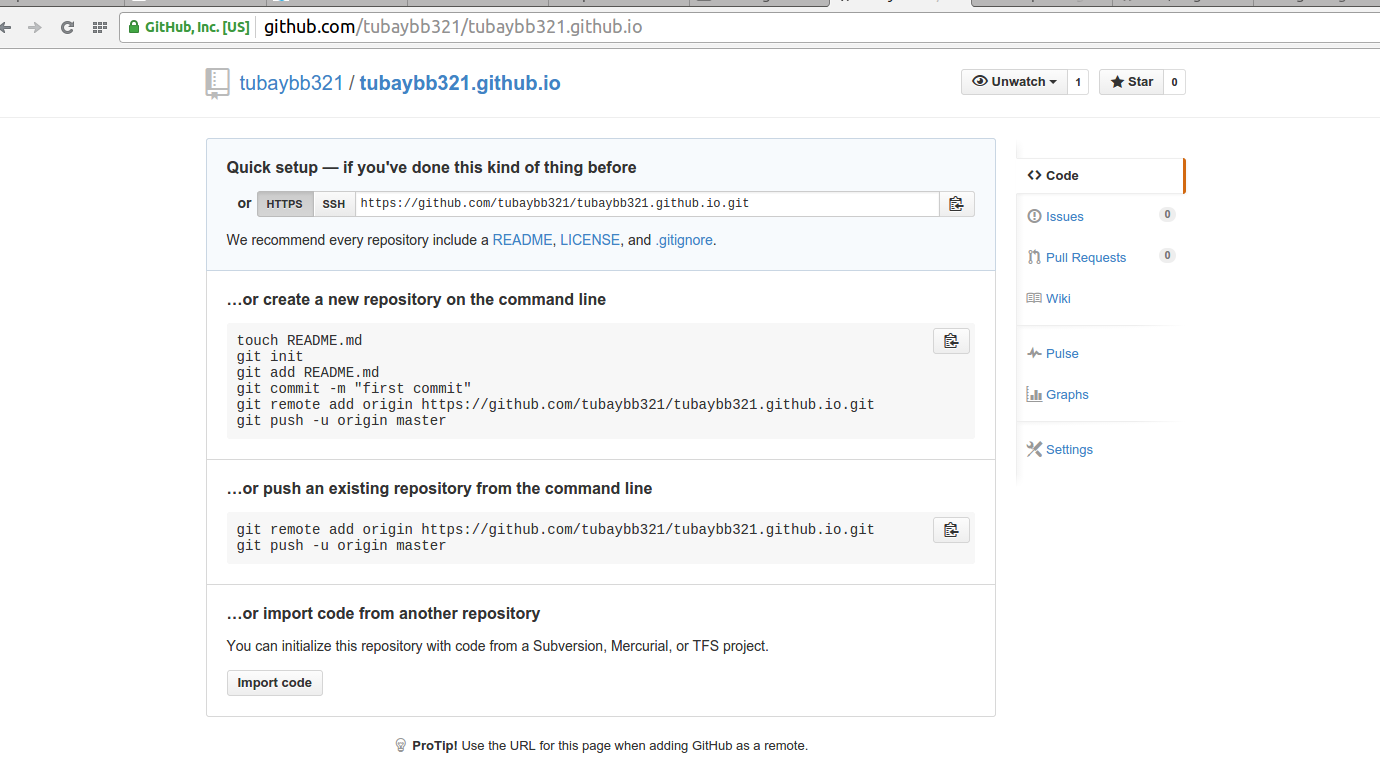 GitHub, Inc. [US] github.com/tubaybb321/tubaybb321.github.io
tubaybb321 / tubaybb321.github.io
Unwatch 1 Star 0
Quick setup — if you've done this kind of thing before
or HTTPS SSH https://github.com/tubaybb321/tubaybb321.github.io.git
We recommend every repository include a README, LICENSE, and .gitignore.
…or create a new repository on the command line
touch README.md
git init
git add README.md
git commit -m "first commit"
git remote add origin https://github.com/tubaybb321/tubaybb321.github.io.git
git push -u origin master
…or push an existing repository from the command line
git remote add origin https://github.com/tubaybb321/tubaybb321.github.io.git
git push -u origin master
…or import code from another repository
You can initialize this repository with code from a Subversion, Mercurial, or TFS project.
Import code
ProTip! Use the URL for this page when adding GitHub as a remote.
Code
Issues 0
Pull Requests 0
Wiki
Pulse
Graphs
Settings